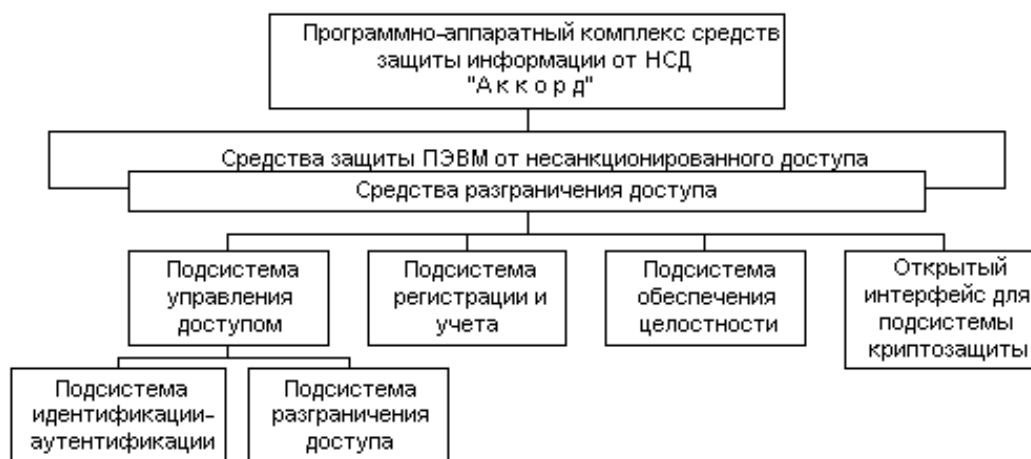 Программно-аппаратный комплекс средств
защиты информации от НСД
"А к к о р д"
Средства защиты ПЭВМ от несанкционированного доступа
Средства разграничения доступа
Подсистема
управления
доступом
Подсистема
регистрации и
учета
Подсистема
обеспечения
целостности
Открытый
интерфейс для
подсистемы
криптозащиты
Подсистема
идентификации-
аутентификации
Подсистема
разграничения
доступа